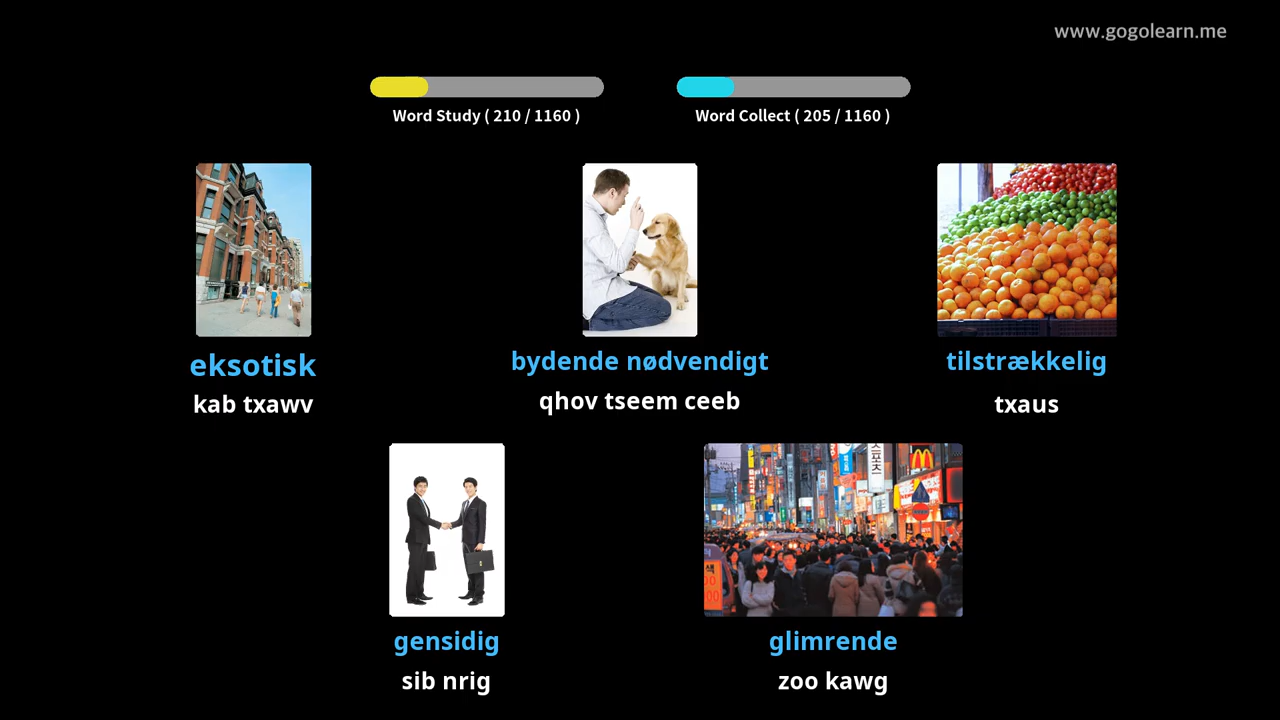 www.gogolearn.me
Word Study ( 210 / 1160 )
Word Collect ( 205 / 1160 )
eksotisk
kab txawv
bydende nødvendigt
qhov tseem ceeb
tilstrækkelig
txaus
gensidig
sib nrig
glimrende
zoo kawg